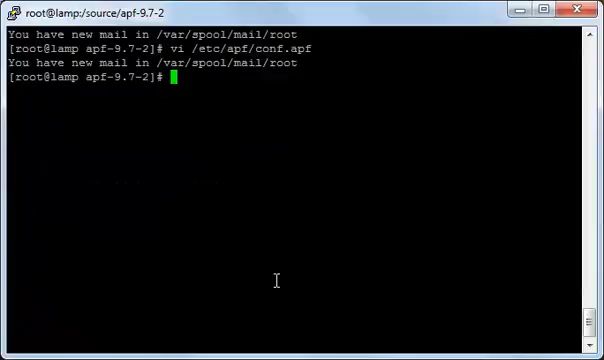 root@lamp:/source/apf-9.7-2
You have new mail in /var/spool/mail/root
[root@lamp apf-9.7-2]# vi /etc/apf/conf.apf
You have new mail in /var/spool/mail/root
[root@lamp apf-9.7-2]#